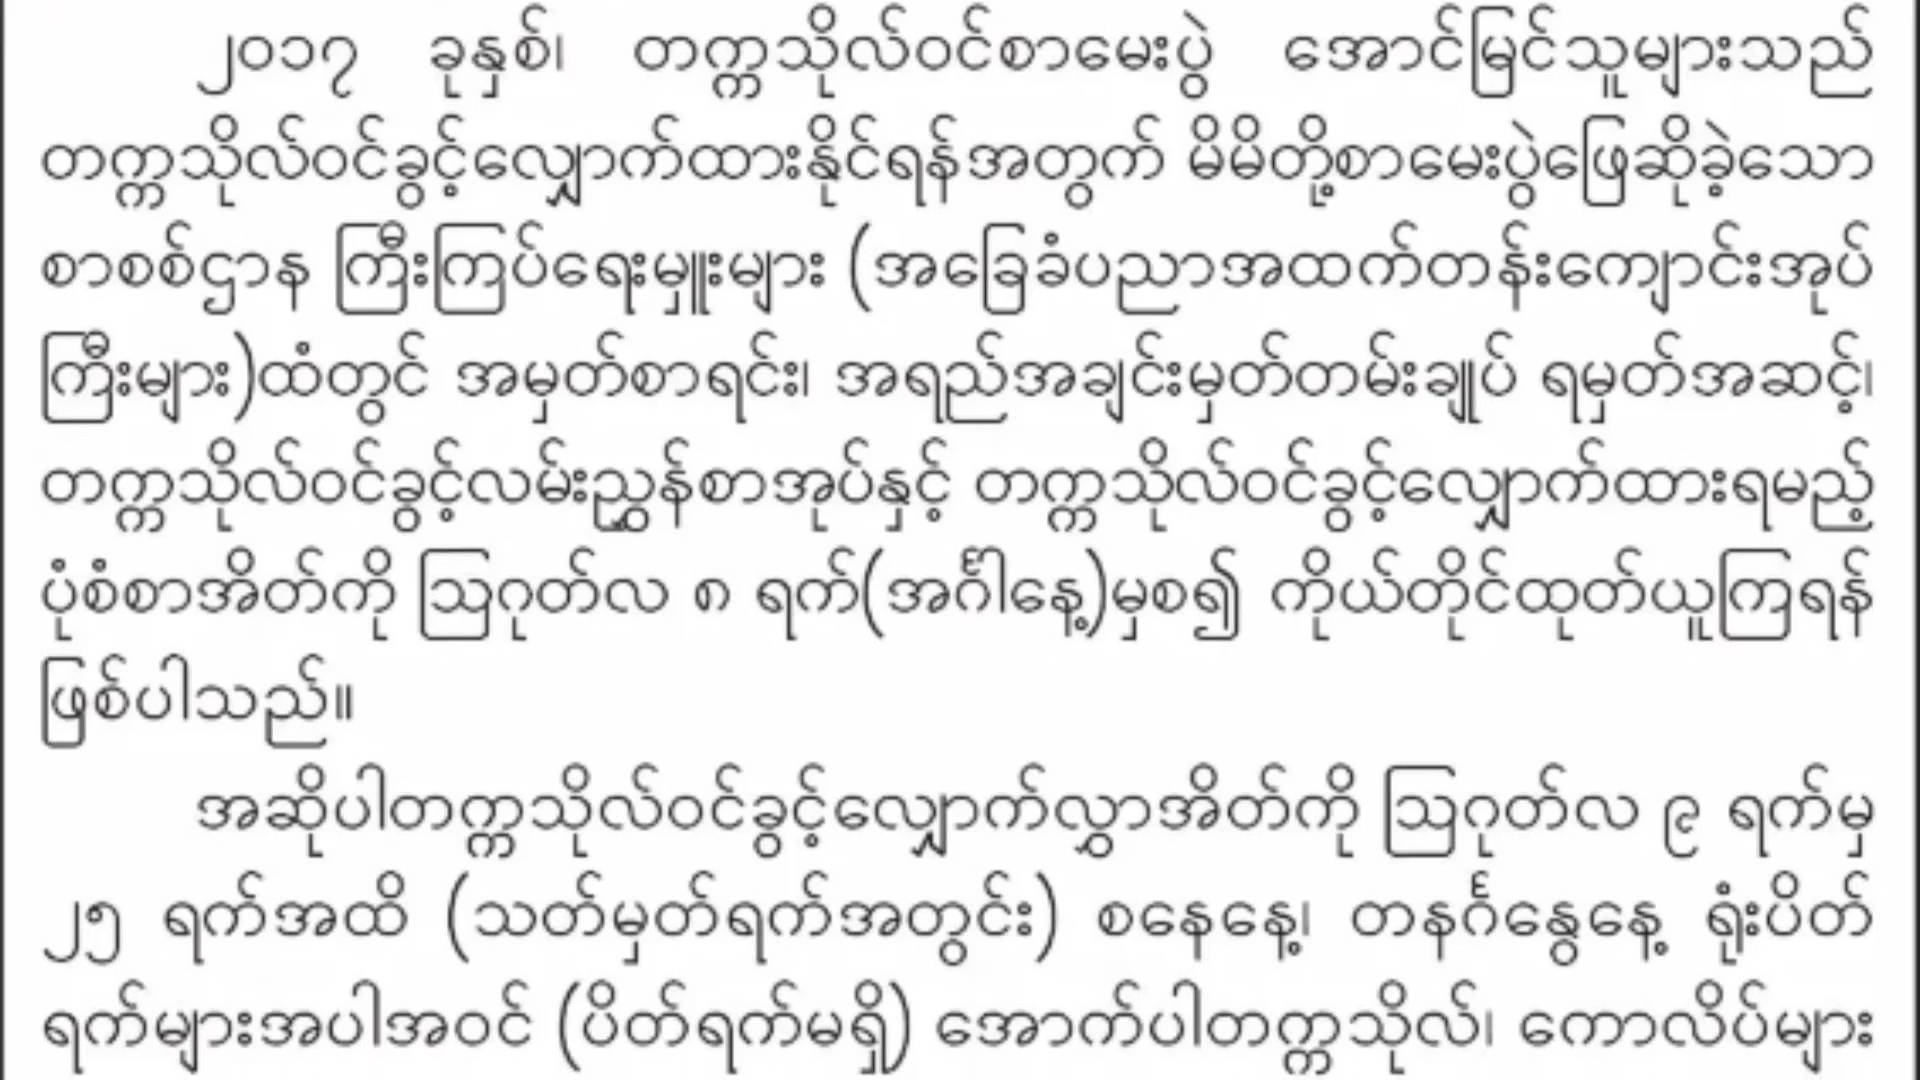 ၂၀၁၇ ခုနှစ်၊ တက္ကသိုလ်ဝင်စာမေးပွဲ အောင်မြင်သူများသည်
တက္ကသိုလ်ဝင်ခွင့်လျှောက်ထားနိုင်ရန်အတွက် မိမိတို့စာမေးပွဲဖြေဆိုခဲ့သော
စာစစ်ဌာန ကြီးကြပ်ရေးမှူးများ (အခြေခံပညာအထက်တန်းကျောင်းအုပ်
ကြီးများ)ထံတွင် အမှတ်စာရင်း၊ အရည်အချင်းမှတ်တမ်းချုပ် ရမှတ်အဆင့်၊
တက္ကသိုလ်ဝင်ခွင့်လမ်းညွှန်စာအုပ်နှင့် တက္ကသိုလ်ဝင်ခွင့်လျှောက်ထားရမည့်
ပုံစံစာအိတ်ကို ဩဂုတ်လ ၈ ရက်(အင်္ဂါနေ့)မှစ၍ ကိုယ်တိုင်ထုတ်ယူကြရန်
ဖြစ်ပါသည်။
အဆိုပါတက္ကသိုလ်ဝင်ခွင့်လျှောက်လွှာအိတ်ကို ဩဂုတ်လ ၉ ရက်မှ
၂၅ ရက်အထိ (သတ်မှတ်ရက်အတွင်း) စနေနေ့၊ တနင်္ဂနွေနေ့ ရုံးပိတ်
ရက်များအပါအဝင် (ပိတ်ရက်မရှိ) အောက်ပါတက္ကသိုလ်၊ ကောလိပ်များ